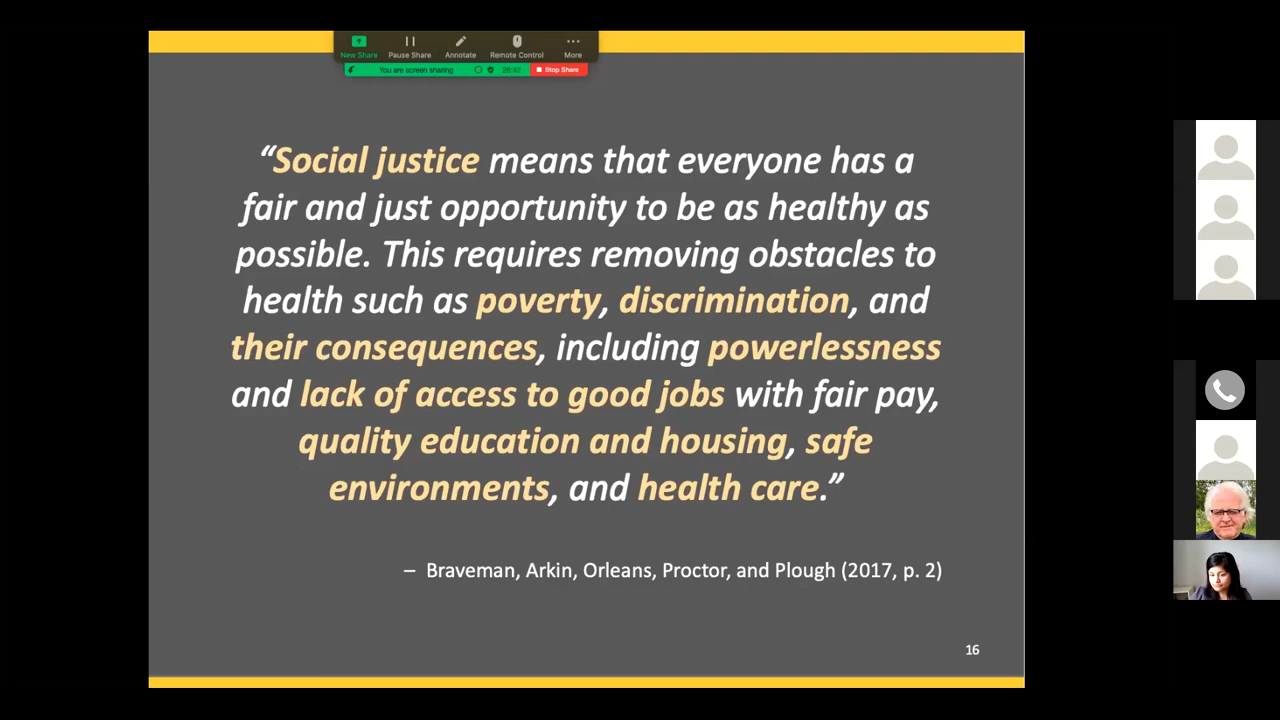 New Share Pause Share Annotate Remote Control More
You are screen sharing 26:42 Stop Share
“Social justice means that everyone has a
fair and just opportunity to be as healthy as
possible. This requires removing obstacles to
health such as poverty, discrimination, and
their consequences, including powerlessness
and lack of access to good jobs with fair pay,
quality education and housing, safe
environments, and health care.”
– Braveman, Arkin, Orleans, Proctor, and Plough (2017, p. 2)
16